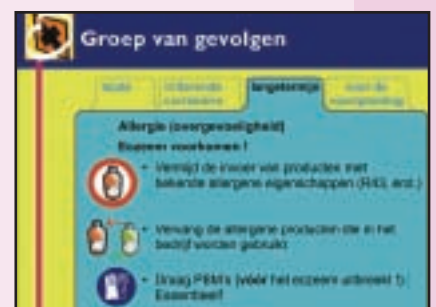 Groep van gevolgen
langetermijn
Allergie (overgevoeligheid)
Eczeem voorkomen !
- Vermijd de invoer van producten met
bekende allergene eigenschappen (R43, enz.)
- Vervang de allergene producten die in het
bedrijf worden gebruikt
- Draag PBM's (vóór het eczeem uitbreekt !)
Essentieel!